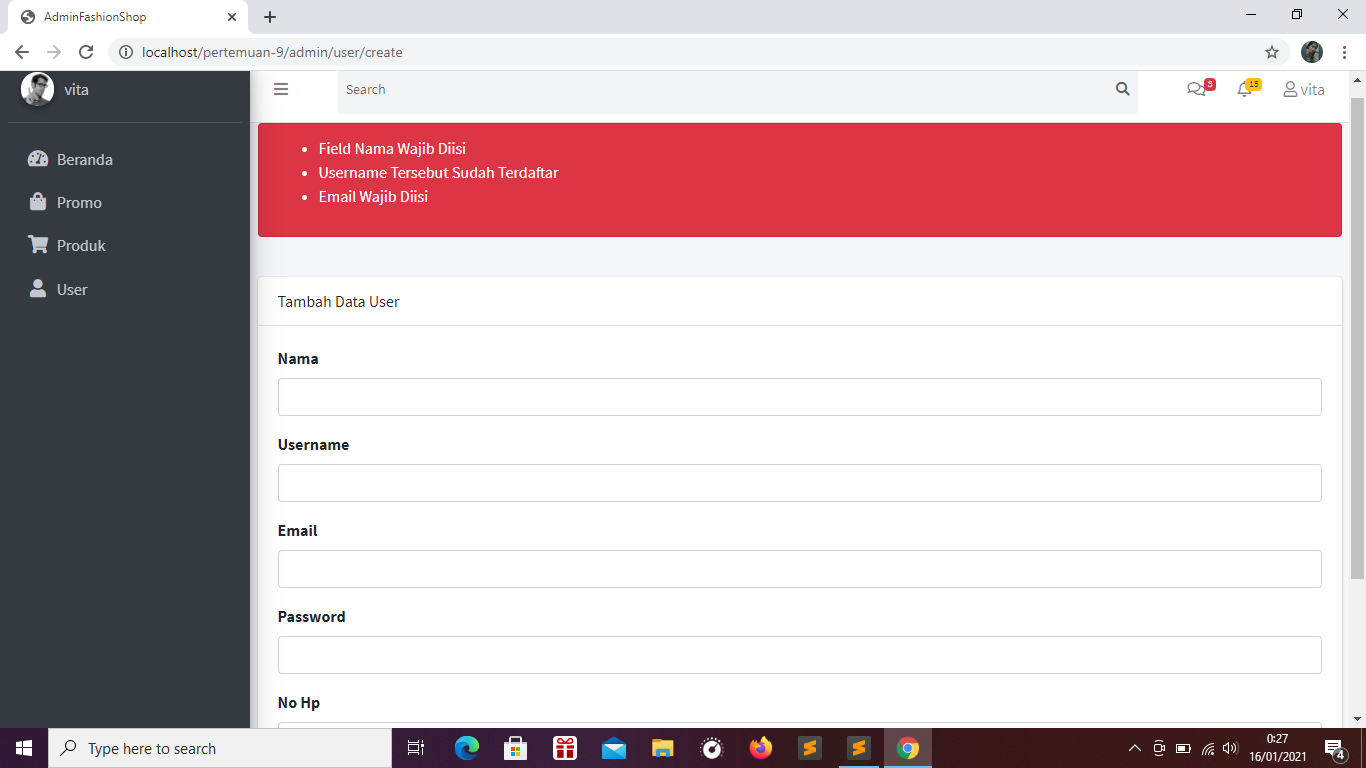 AdminFashionShop
localhost/pertemuan-9/admin/user/create
vita
Search
3
15
vita
Beranda
Promo
Produk
User
Field Nama Wajib Diisi
Username Tersebut Sudah Terdaftar
Email Wajib Diisi
Tambah Data User
Nama
Username
Email
Password
No Hp
Type here to search
0:27
16/01/2021
4